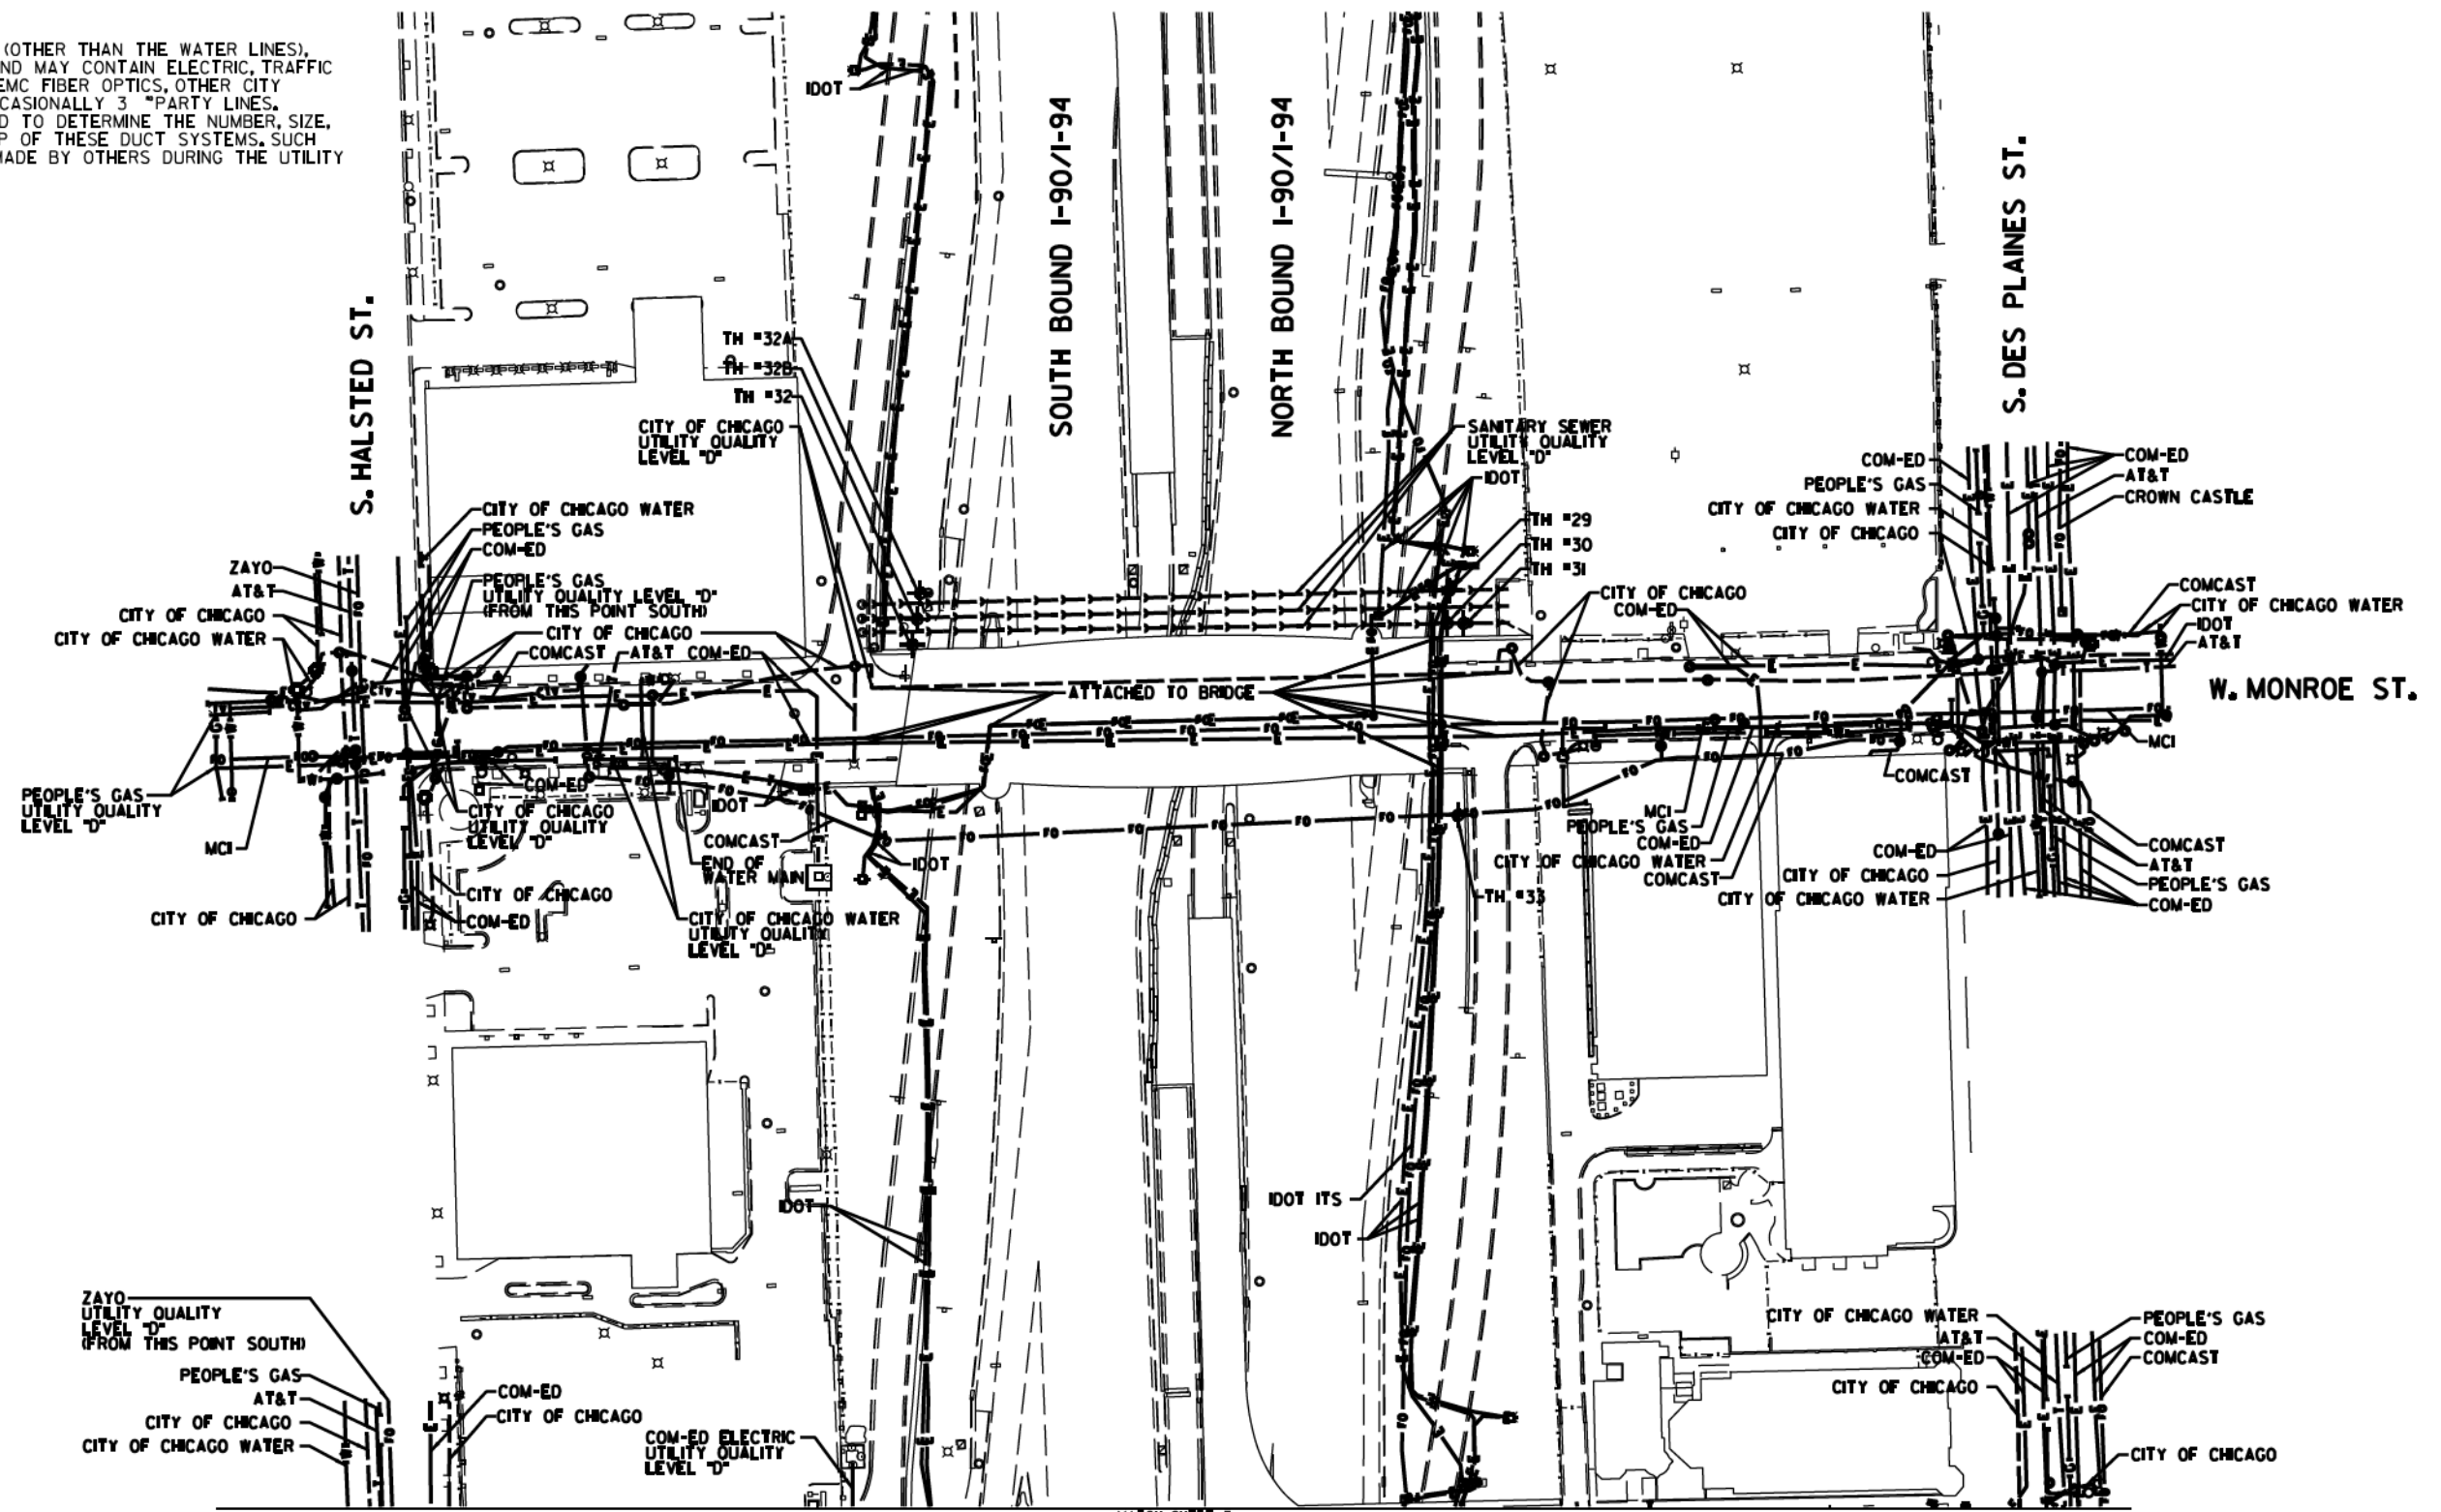 (OTHER THAN THE WATER LINES),
ND MAY CONTAIN ELECTRIC, TRAFFIC
EMC FIBER OPTICS, OTHER CITY
CASIONALLY 3 "PARTY LINES.
D TO DETERMINE THE NUMBER, SIZE,
P OF THESE DUCT SYSTEMS. SUCH
MADE BY OTHERS DURING THE UTILITY
IDOT
SOUTH BOUND I-90/I-94
NORTH BOUND I-90/I-94
S. HALSTED ST.
S. DES PLAINES ST.
W. MONROE ST.
TH "32A
TH "32B
TH "32
CITY OF CHICAGO
UTILITY QUALITY
LEVEL "D"
SANITARY SEWER
UTILITY QUALITY
LEVEL "D"
IDOT
TH "29
TH "30
TH "31
CITY OF CHICAGO
COM-ED
COM-ED
PEOPLE'S GAS
CITY OF CHICAGO WATER
CITY OF CHICAGO
COM-ED
AT&T
CROWN CASTLE
COMCAST
CITY OF CHICAGO WATER
IDOT
AT&T
CITY OF CHICAGO WATER
PEOPLE'S GAS
COM-ED
PEOPLE'S GAS
UTILITY QUALITY LEVEL "D"
(FROM THIS POINT SOUTH)
CITY OF CHICAGO
COMCAST
AT&T
COM-ED
ZAYO
AT&T
CITY OF CHICAGO
CITY OF CHICAGO WATER
ATTACHED TO BRIDGE
PEOPLE'S GAS
UTILITY QUALITY
LEVEL "D"
MCI
CITY OF CHICAGO
COM-ED
CITY OF CHICAGO
UTILITY QUALITY
LEVEL "D"
IDOT
COMCAST
END OF
WATER MAIN
IDOT
CITY OF CHICAGO
COM-ED
CITY OF CHICAGO WATER
UTILITY QUALITY
LEVEL "D"
MCI
COMCAST
MCI
PEOPLE'S GAS
COM-ED
CITY OF CHICAGO WATER
COMCAST
TH "33
COM-ED
CITY OF CHICAGO
CITY OF CHICAGO WATER
COMCAST
AT&T
PEOPLE'S GAS
COM-ED
IDOT
IDOT ITS
IDOT
ZAYO
UTILITY QUALITY
LEVEL "D"
(FROM THIS POINT SOUTH)
PEOPLE'S GAS
AT&T
CITY OF CHICAGO
CITY OF CHICAGO WATER
COM-ED
CITY OF CHICAGO
COM-ED ELECTRIC
UTILITY QUALITY
LEVEL "D"
CITY OF CHICAGO WATER
AT&T
COM-ED
CITY OF CHICAGO
PEOPLE'S GAS
COM-ED
COMCAST
CITY OF CHICAGO